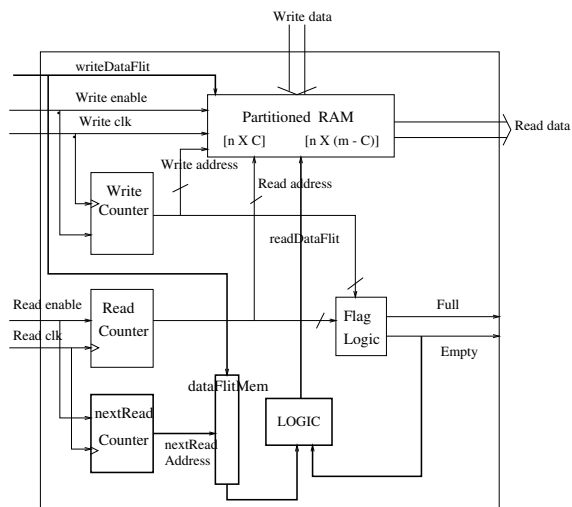 Write data
writeDataFlit
Write enable
Write clk
Partitioned RAM
[n X C] [n X (m - C)]
Read data
Write address
Read address
Write
Counter
readDataFlit
Read enable
Read clk
Read
Counter
Flag
Logic
Full
Empty
dataFlitMem
nextRead
Counter
nextRead
Address
LOGIC